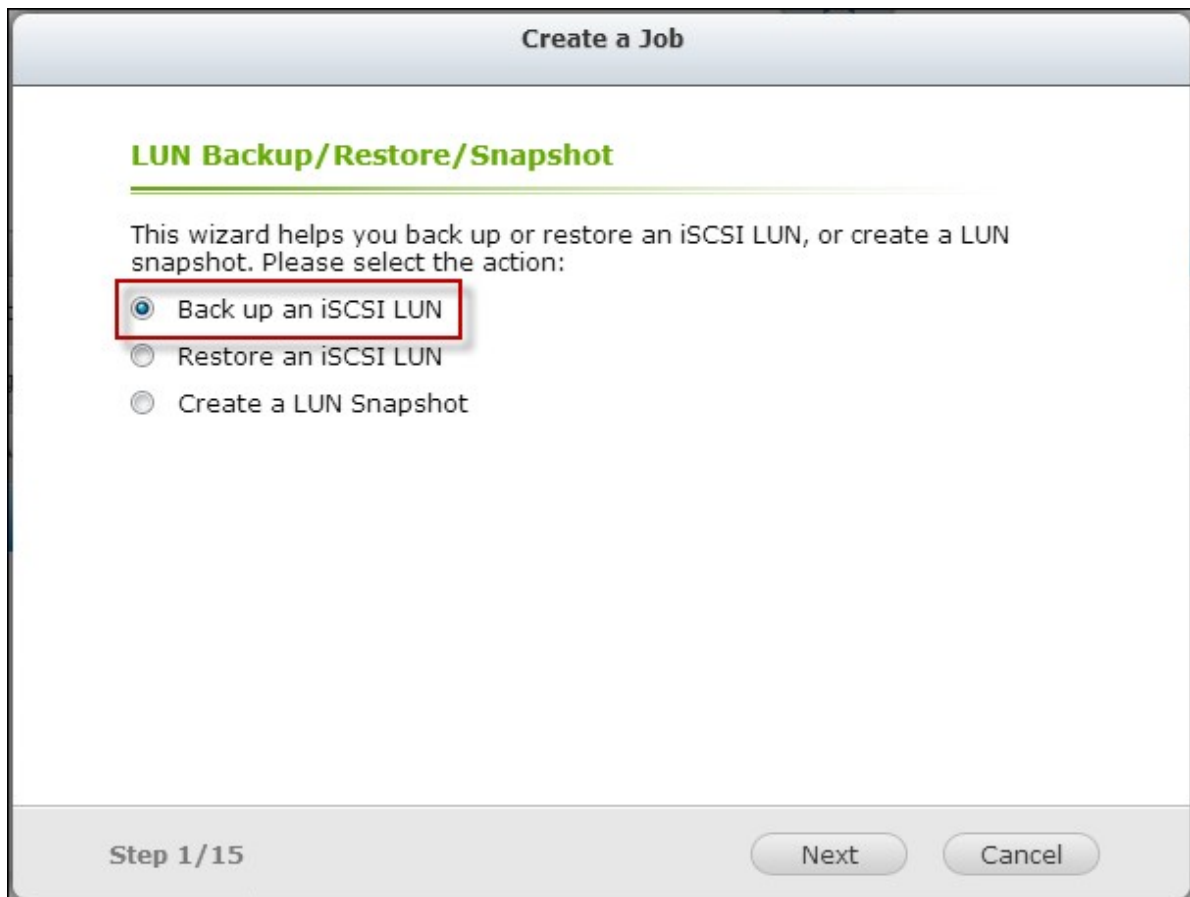 Create a Job
LUN Backup/Restore/Snapshot
This wizard helps you back up or restore an iSCSI LUN, or create a LUN
snapshot. Please select the action:
Back up an iSCSI LUN
Restore an iSCSI LUN
Create a LUN Snapshot
Step 1/15
Next
Cancel